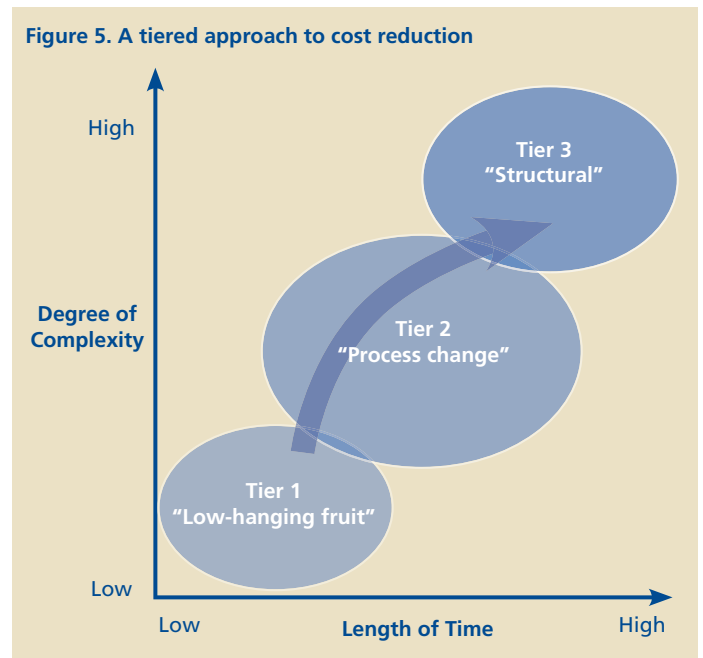 Figure 5. A tiered approach to cost reduction
High
Tier 3
“Structural”
Degree of
Complexity
Tier 2
“Process change”
Tier 1
“Low-hanging fruit”
Low
Low
Length of Time
High